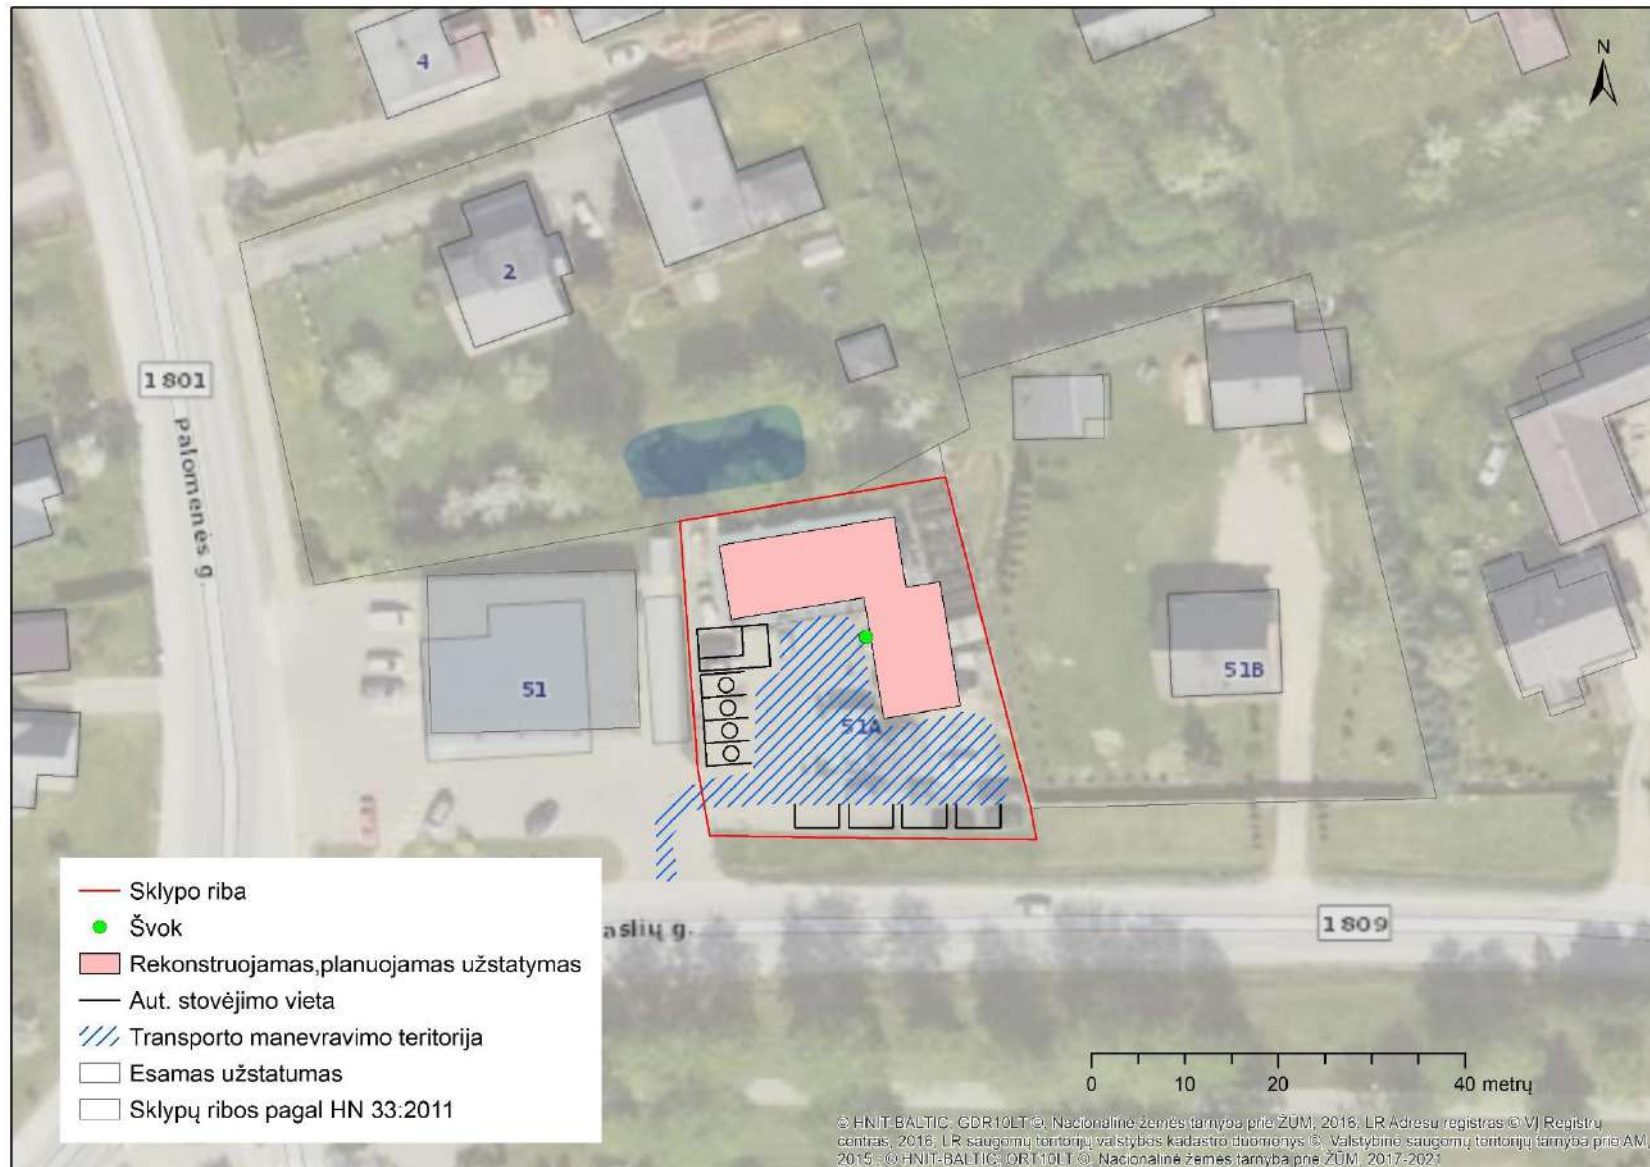 N
4
2
1801
Palomenės g.
51
51A
51B
Sklypo riba
Švok
Rekonstruojamas,planuojamas užstatymas
Aut. stovėjimo vieta
Transporto manevravimo teritorija
Esamas užstatumas
Sklypų ribos pagal HN 33:2011
aslių g.
1809
0 10 20 40 metrų
© HNIT-BALTIC; GDR10LT ©, Nacionalinė žemės tarnyba prie ŽŪM, 2016; LR Adresų registras © VĮ Registrų
centras, 2016; LR saugomų teritorijų valstybės kadastro duomenys ©, Valstybinė saugomų teritorijų tarnyba prie AM,
2015 - © HNIT-BALTIC; ORT10LT ©, Nacionalinė žemės tarnyba prie ŽŪM, 2017-2021